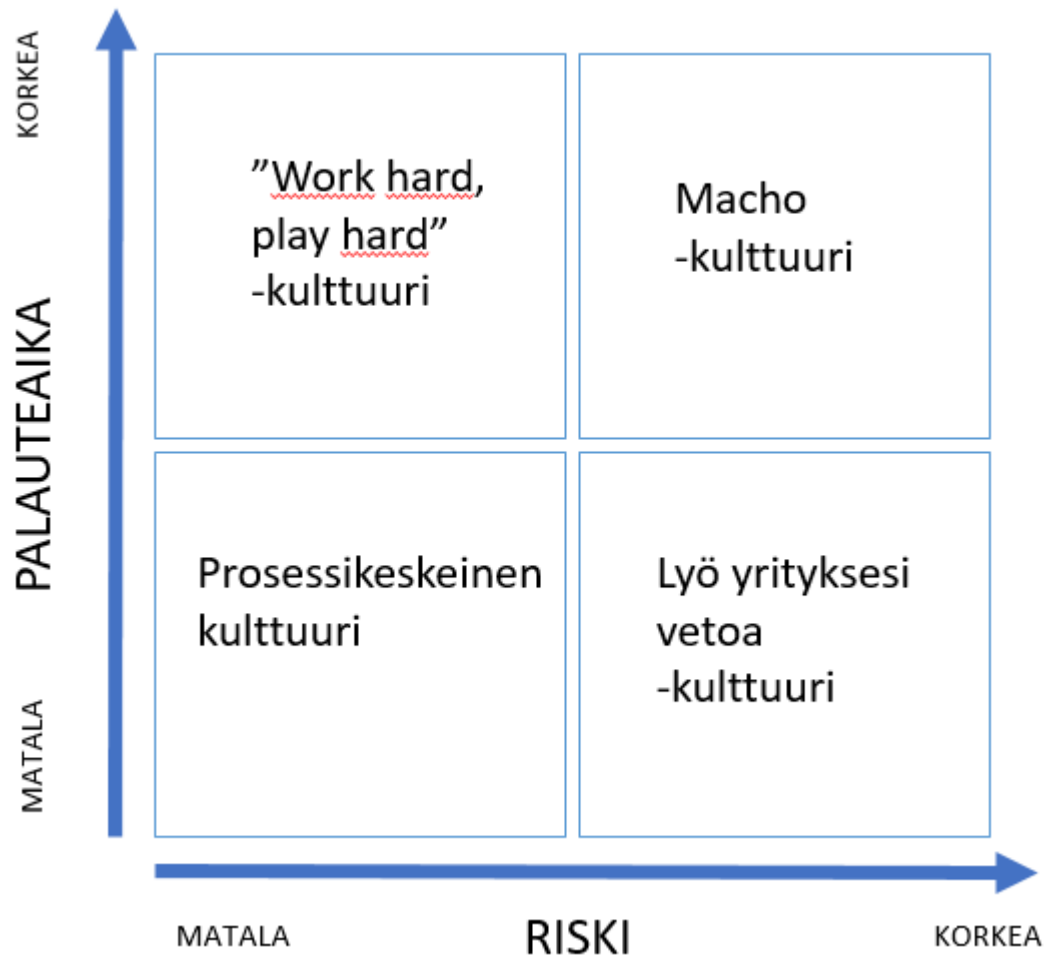 KORKEA
PALAUTEAIKA
MATALA
”Work hard,
play hard”
-kulttuuri
Macho
-kulttuuri
Prosessikeskeinen
kulttuuri
Lyö yrityksesi
vetoa
-kulttuuri
MATALA
RISKI
KORKEA